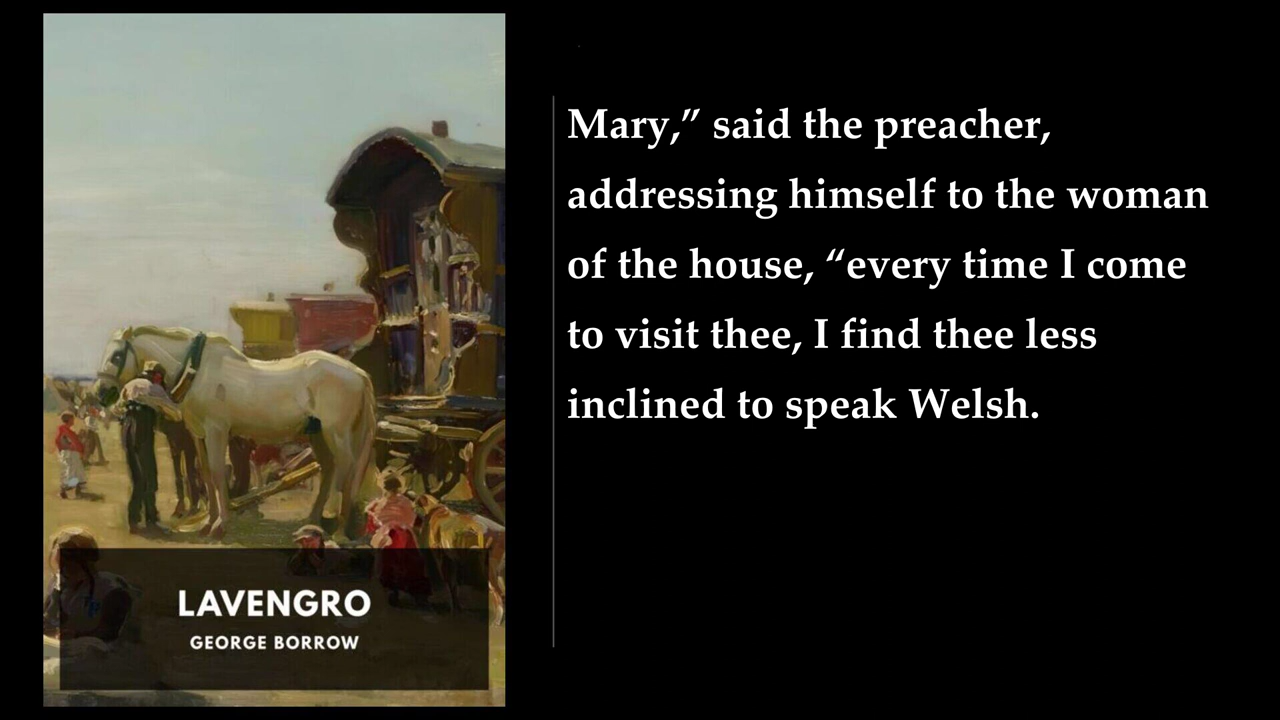 LAVENGRO
GEORGE BORROW
Mary,” said the preacher,
addressing himself to the woman
of the house, “every time I come
to visit thee, I find thee less
inclined to speak Welsh.